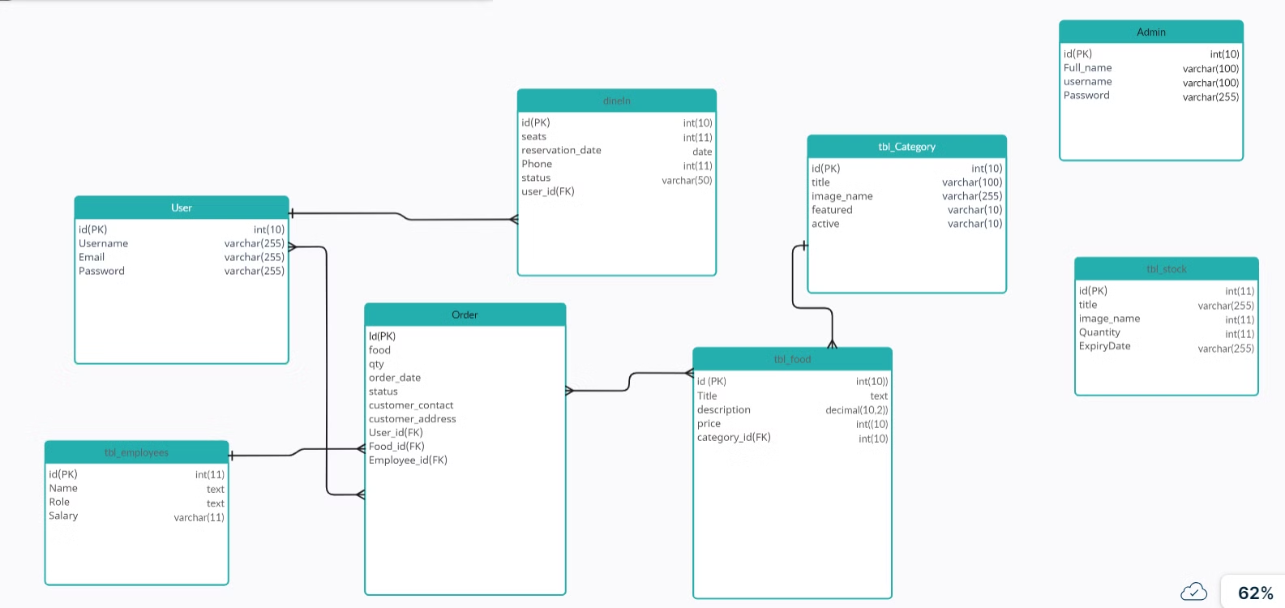 Admin
id(PK) int(10)
Full_name varchar(100)
username varchar(100)
Password varchar(255)
dineIn
id(PK) int(10)
seats int(11)
reservation_date date
Phone int(11)
status varchar(50)
user_id(FK)
tbl_Category
id(PK) int(10)
title varchar(100)
image_name varchar(255)
featured varchar(10)
active varchar(10)
User
id(PK) int(10)
Username varchar(255)
Email varchar(255)
Password varchar(255)
tbl_stock
id(PK) int(11)
title varchar(255)
image_name int(11)
Quantity int(11)
ExpiryDate varchar(255)
Order
Id(PK)
food
qty
order_date
status
customer_contact
customer_address
User_id(FK)
Food_id(FK)
Employee_id(FK)
tbl_food
id (PK) int(10))
Title text
description decimal(10,2))
price int((10)
category_id(FK) int(10)
tbl_employees
id(PK) int(11)
Name text
Role text
Salary varchar(11)
62%